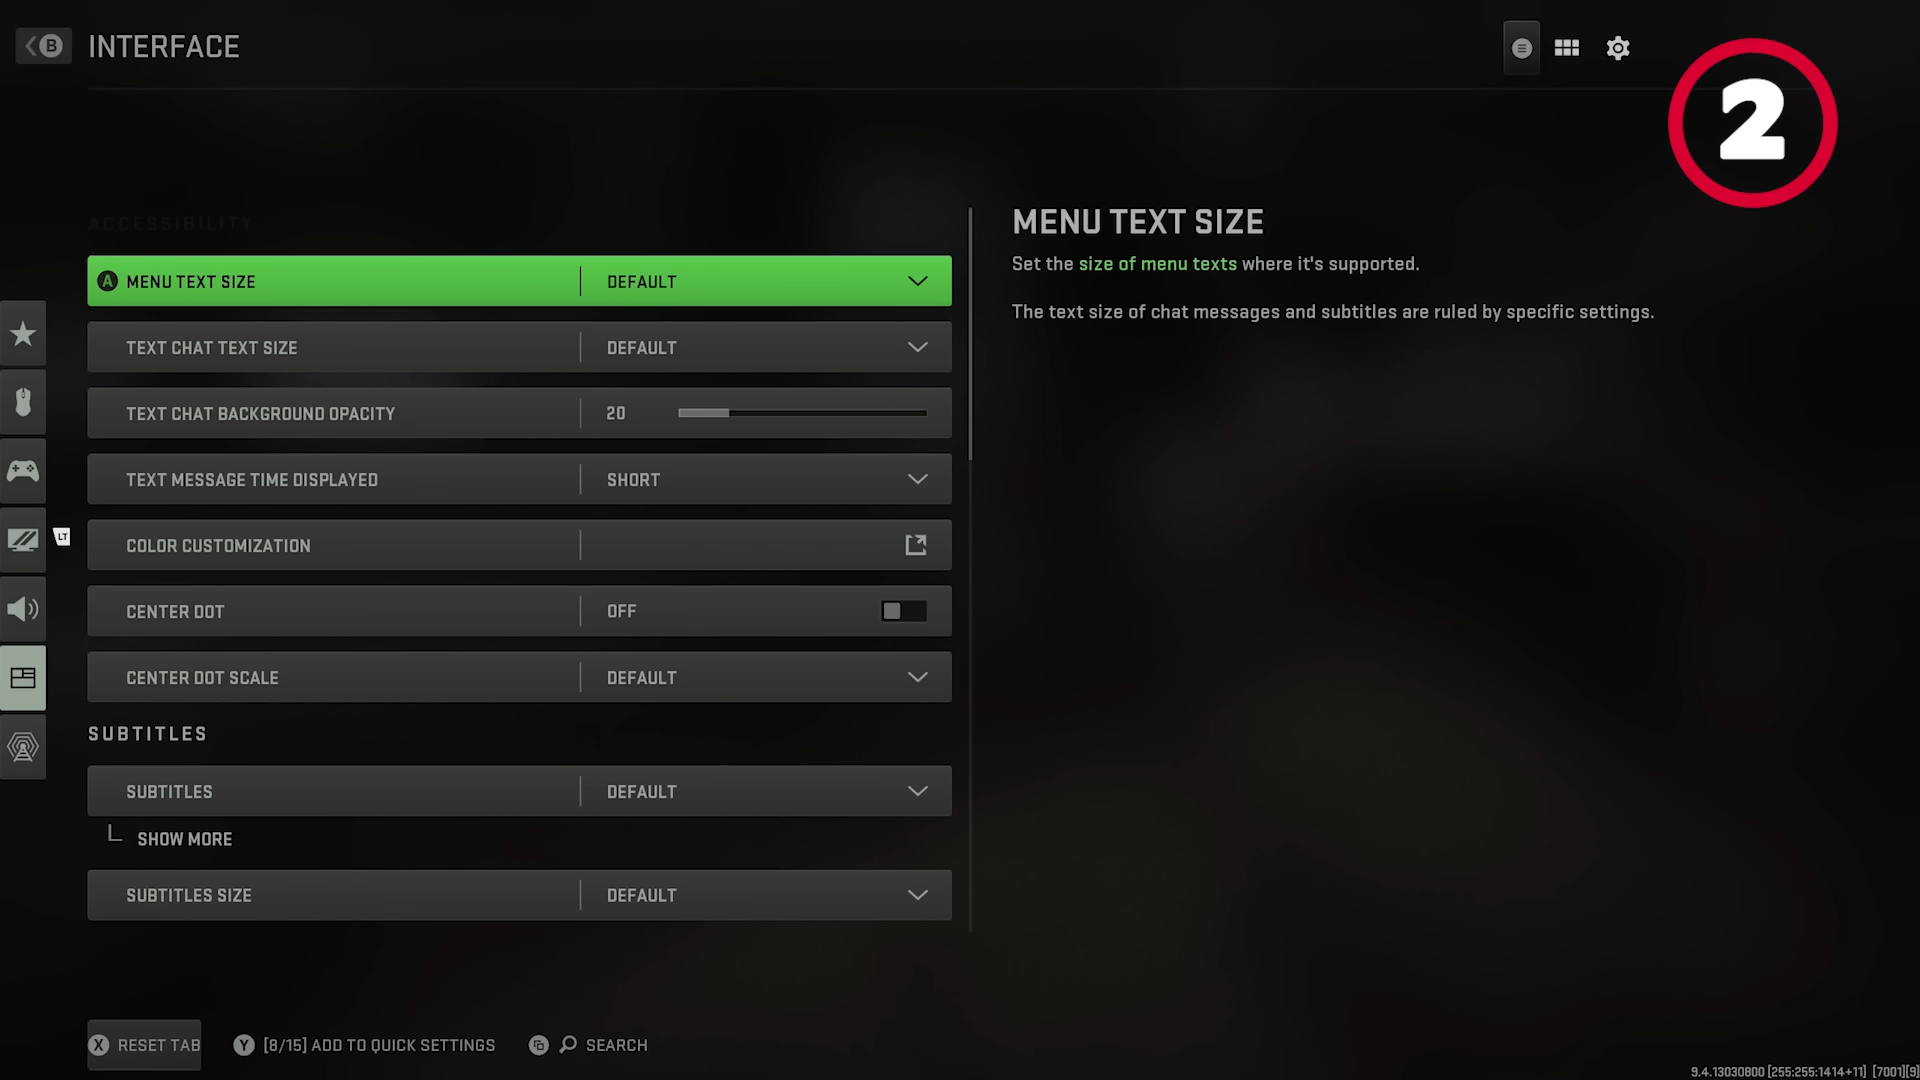 B INTERFACE
2
ACCESSIBILITY
A MENU TEXT SIZE DEFAULT
TEXT CHAT TEXT SIZE DEFAULT
TEXT CHAT BACKGROUND OPACITY 20
TEXT MESSAGE TIME DISPLAYED SHORT
LT
COLOR CUSTOMIZATION
CENTER DOT OFF
CENTER DOT SCALE DEFAULT
SUBTITLES
SUBTITLES DEFAULT
SHOW MORE
SUBTITLES SIZE DEFAULT
MENU TEXT SIZE
Set the size of menu texts where it's supported.
The text size of chat messages and subtitles are ruled by specific settings.
X RESET TAB Y [8/15] ADD TO QUICK SETTINGS SEARCH
9.4.13030800 [255:255:1414+11] [7001][9]